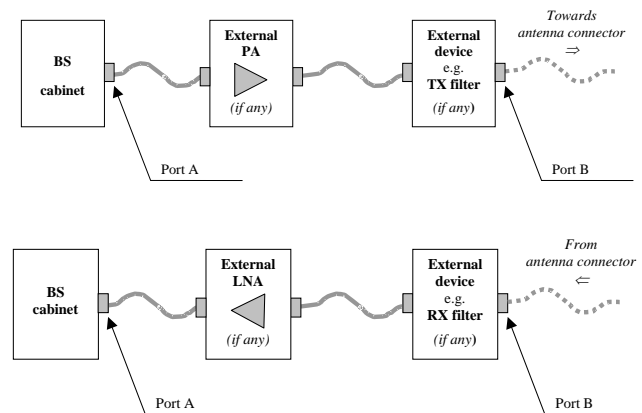 Towards
antenna connector
⇒
External
PA
(if any)
External
device
e.g.
TX filter
(if any)
BS
cabinet
Port A
Port B
From
antenna connector
⇐
External
LNA
(if any)
External
device
e.g.
RX filter
(if any)
BS
cabinet
Port A
Port B